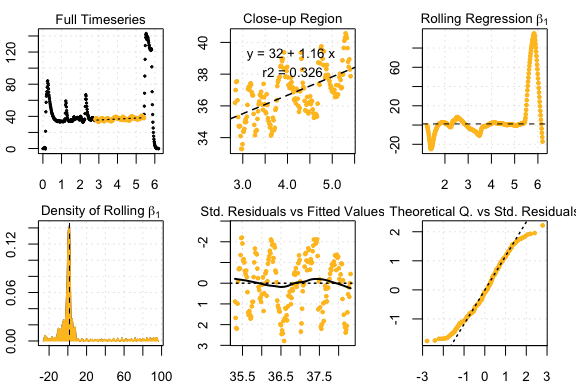 Full Timeseries
0 40 80 120
0 1 2 3 4 5 6
Close-up Region
y = 32 + 1.16 x
r2 = 0.326
34 36 38 40
3.0 4.0 5.0
Rolling Regression β1
-20 20 60
2 3 4 5 6
Density of Rolling β1
0.00 0.06 0.12
-20 0 20 60 100
Std. Residuals vs Fitted Values
-2 0 1 2 3
35.5 36.5 37.5
Theoretical Q. vs Std. Residuals
-1 0 1 2
-3 -2 0 1 2 3